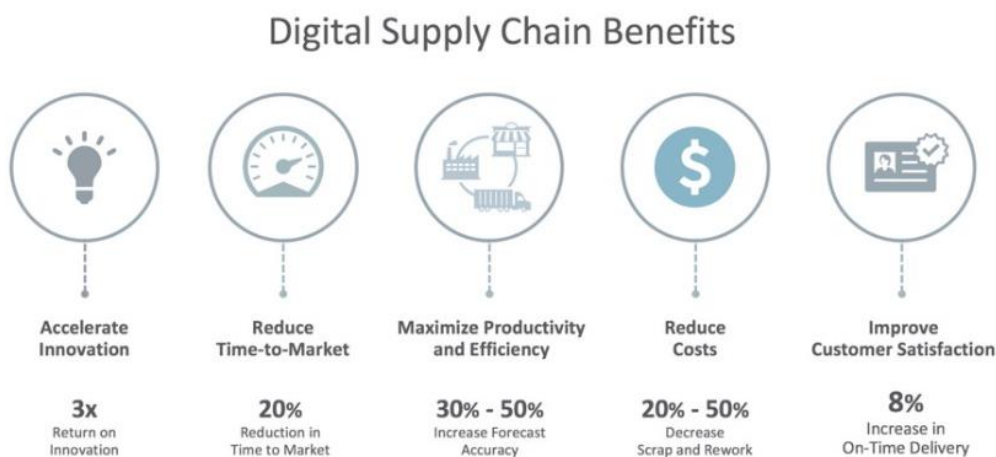 Digital Supply Chain Benefits
$
Accelerate
Innovation
3x
Return on
Innovation
Reduce
Time-to-Market
20%
Reduction in
Time to Market
Maximize Productivity
and Efficiency
30% - 50%
Increase Forecast
Accuracy
Reduce
Costs
20% - 50%
Decrease
Scrap and Rework
Improve
Customer Satisfaction
8%
Increase in
On-Time Delivery